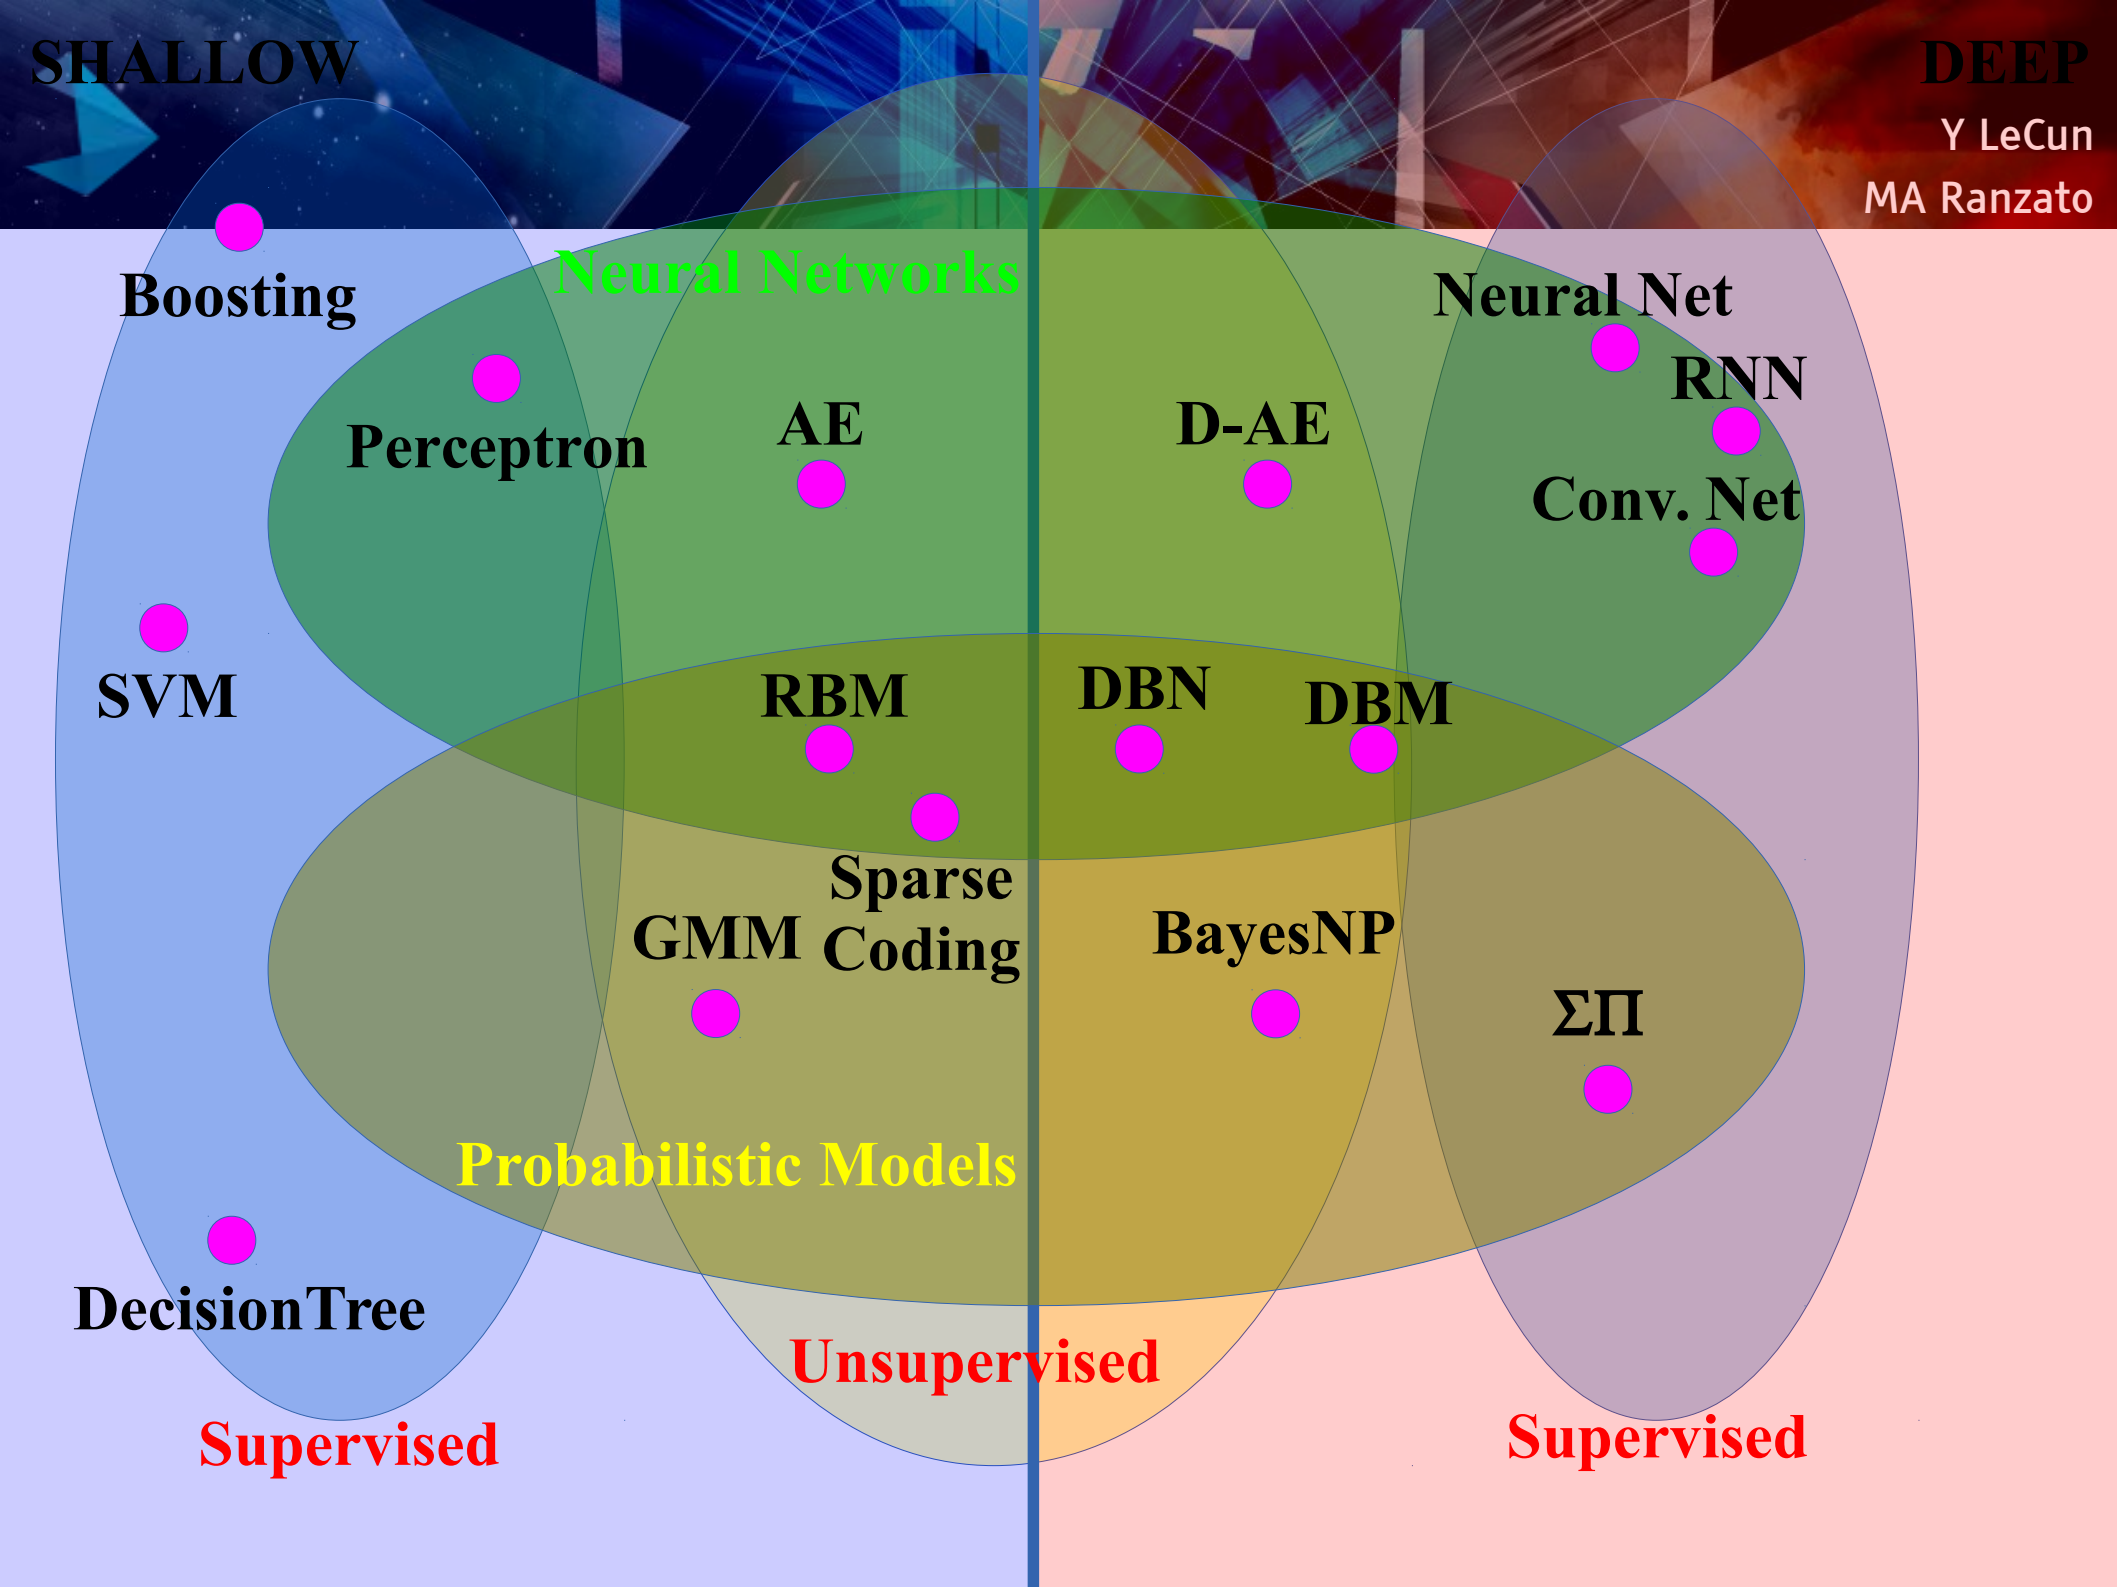 SHALLOW
DEEP
Y LeCun
MA Ranzato
Neural Networks
Boosting
Neural Net
RNN
Perceptron
AE
D-AE
Conv. Net
SVM
RBM
DBN
DBM
Sparse
Coding
GMM
BayesNP
ΣΠ
Probabilistic Models
DecisionTree
Unsupervised
Supervised
Supervised